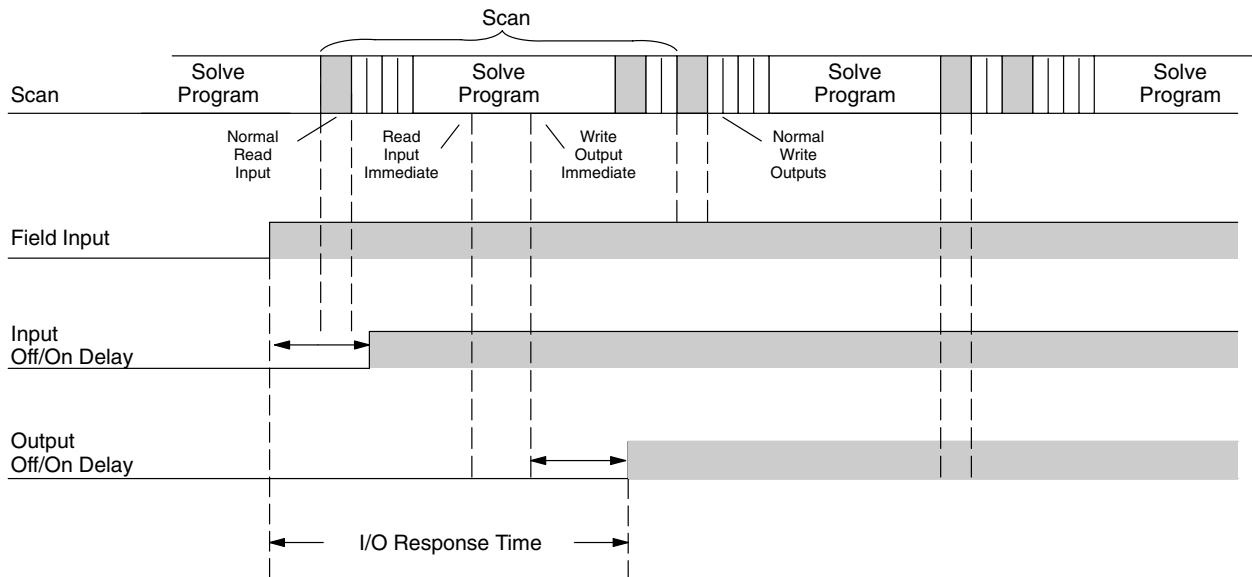 Scan
Scan
Solve
Program
Solve
Program
Solve
Program
Solve
Program
Normal
Read
Input
Read
Input
Immediate
Write
Output
Immediate
Normal
Write
Outputs
Field Input
Input
Off/On Delay
Output
Off/On Delay
I/O Response Time